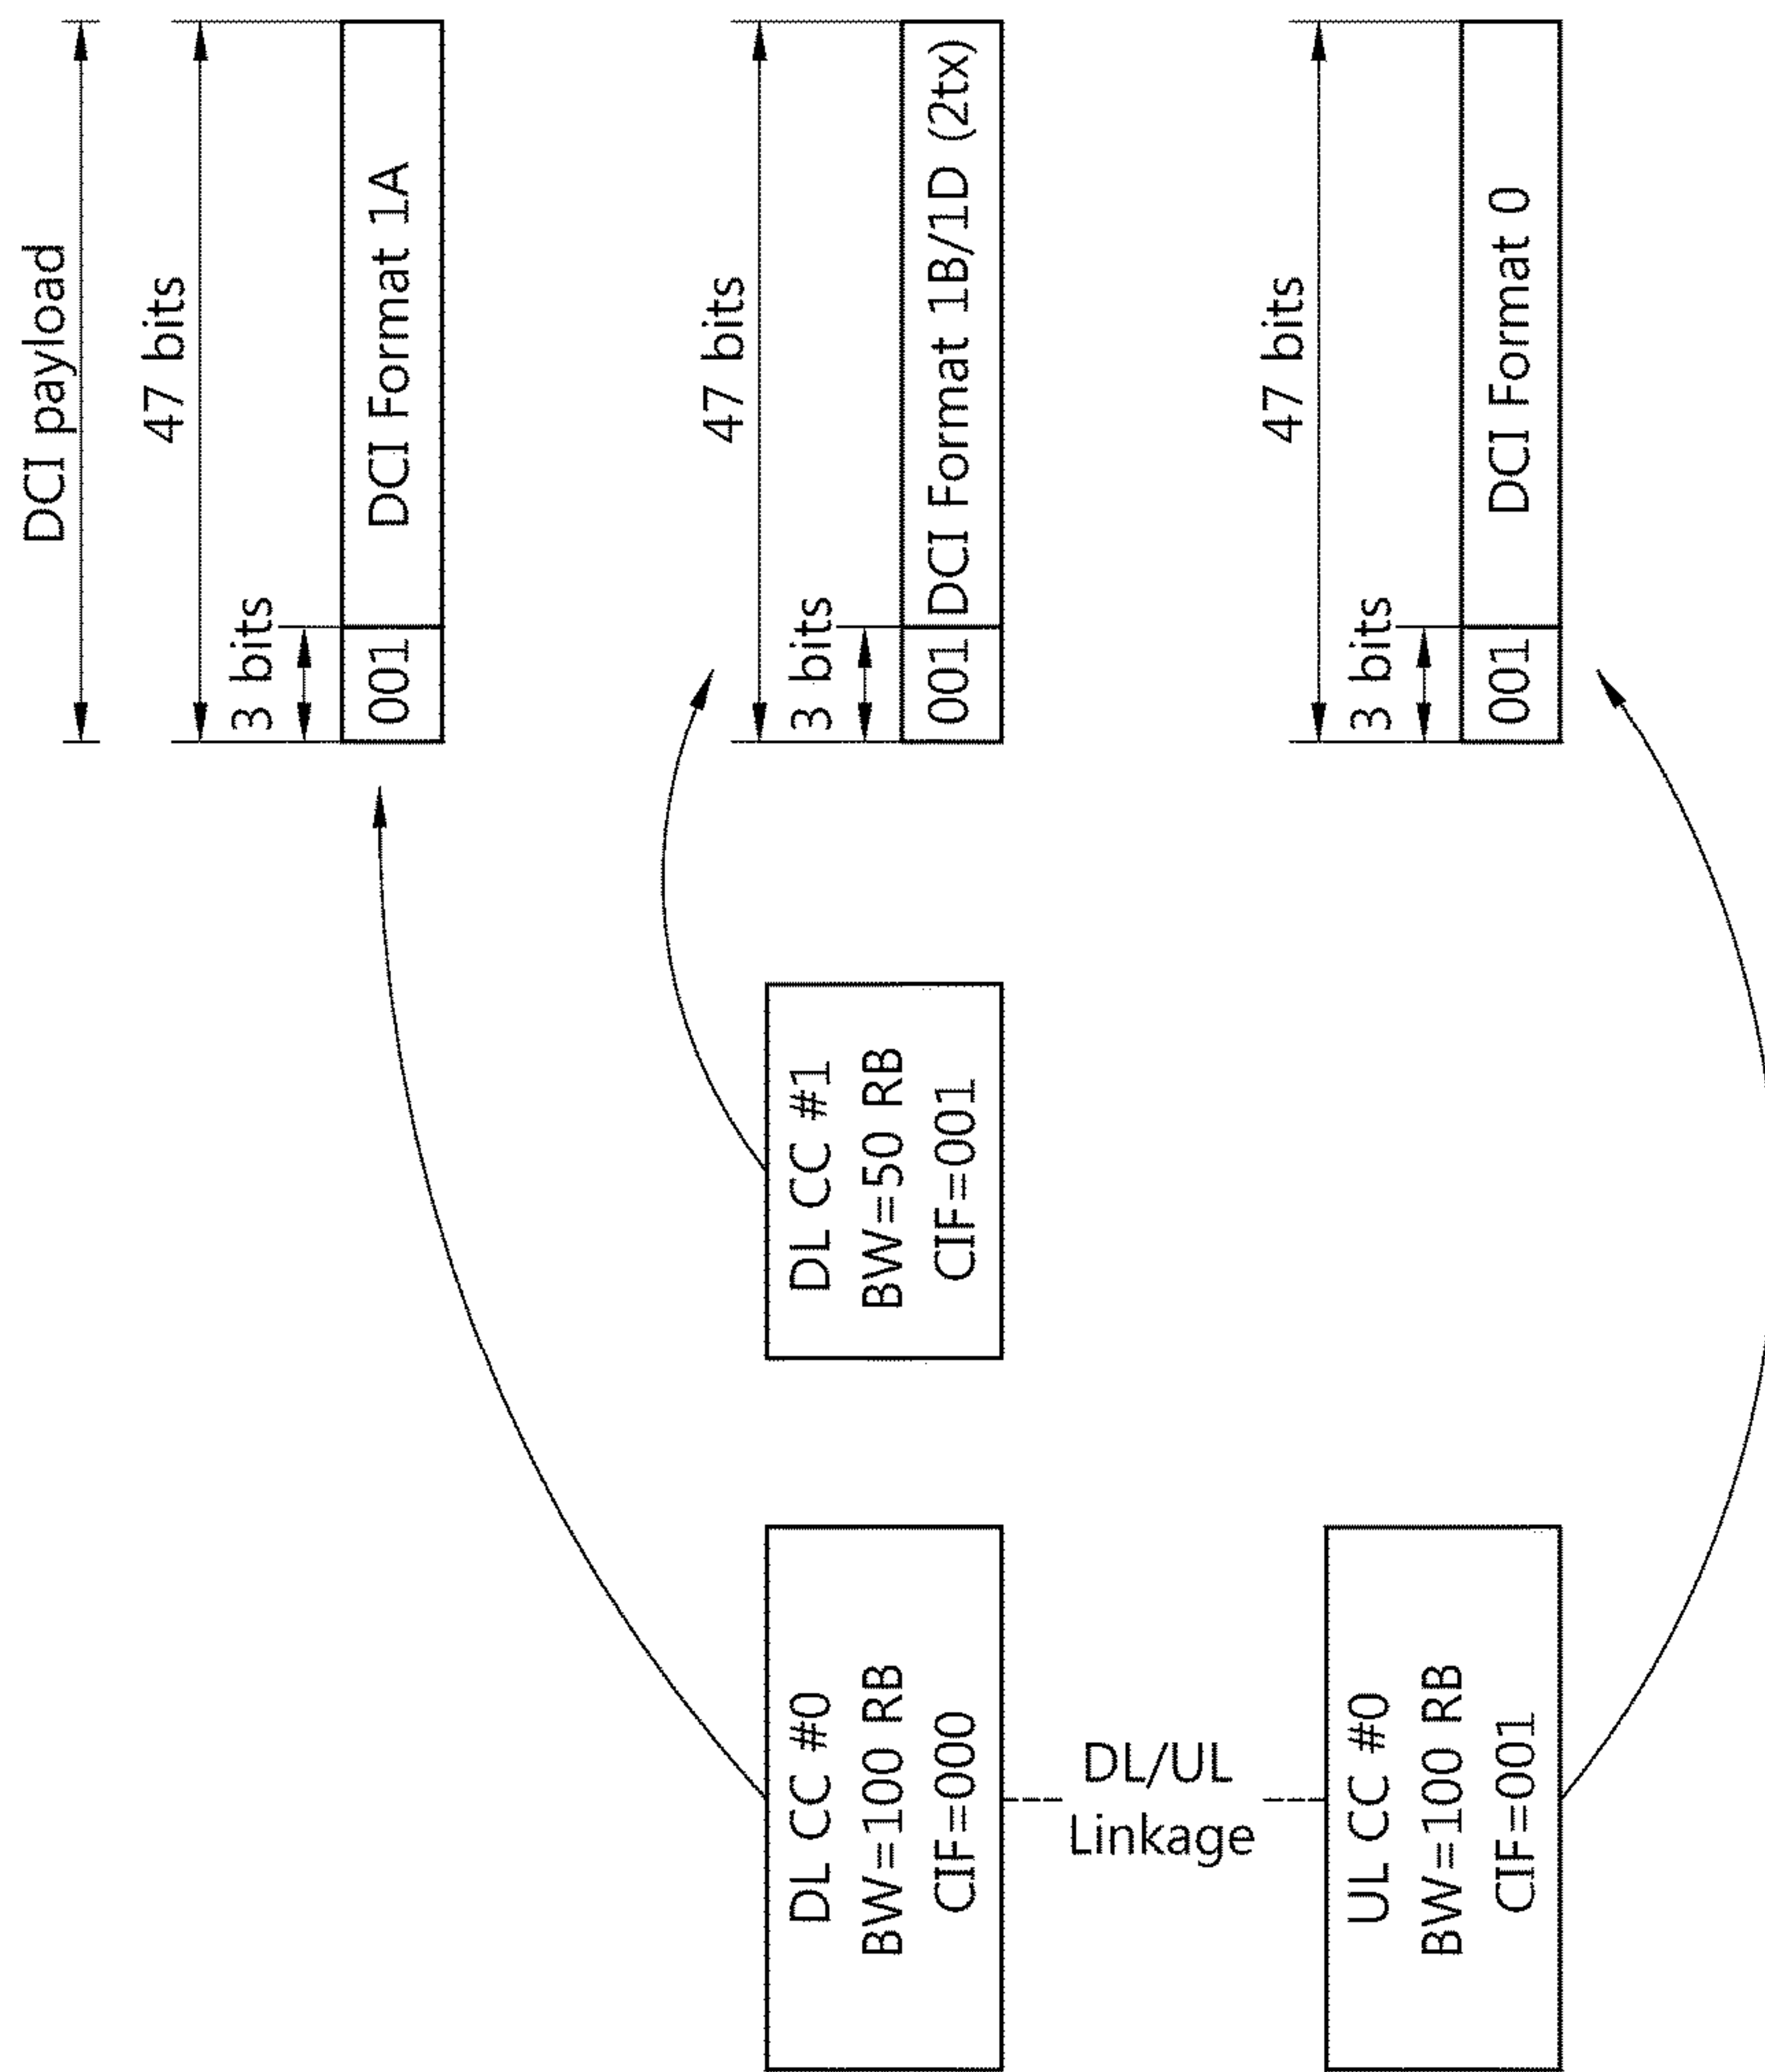 DCI payload
47 bits
3 bits
001 DCI Format 1A
47 bits
3 bits
001 DCI Format 1B/1D (2tx)
47 bits
3 bits
001 DCI Format 0
DL CC #0
BW=100 RB
CIF=000
DL CC #1
BW=50 RB
CIF=001
DL/UL
Linkage
UL CC #0
BW=100 RB
CIF=001